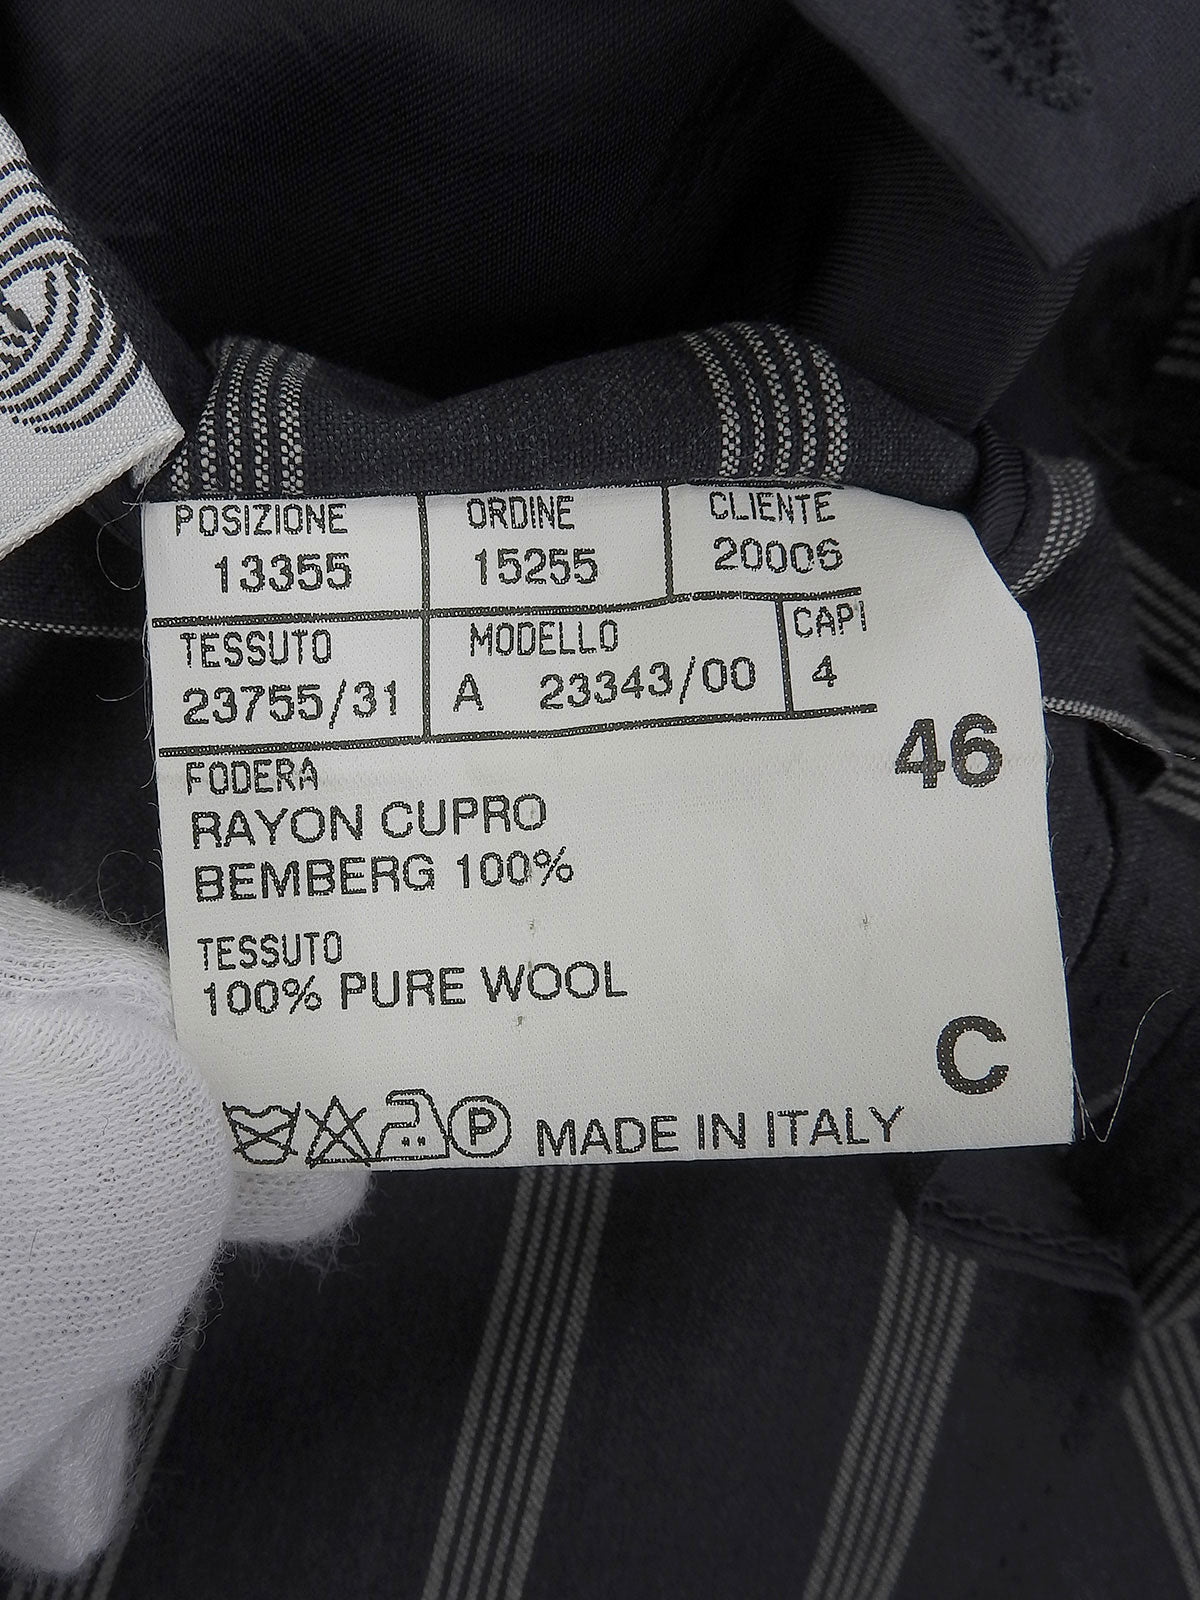 POSIZIONE ORDINE CLIENTE
13355 15255 20006
TESSUTO MODELLO CAPI
23755/31 A 23343/00 4
46
FODERA
RAYON CUPRO
BEMBERG 100%
TESSUTO
100% PURE WOOL
C
P MADE IN ITALY